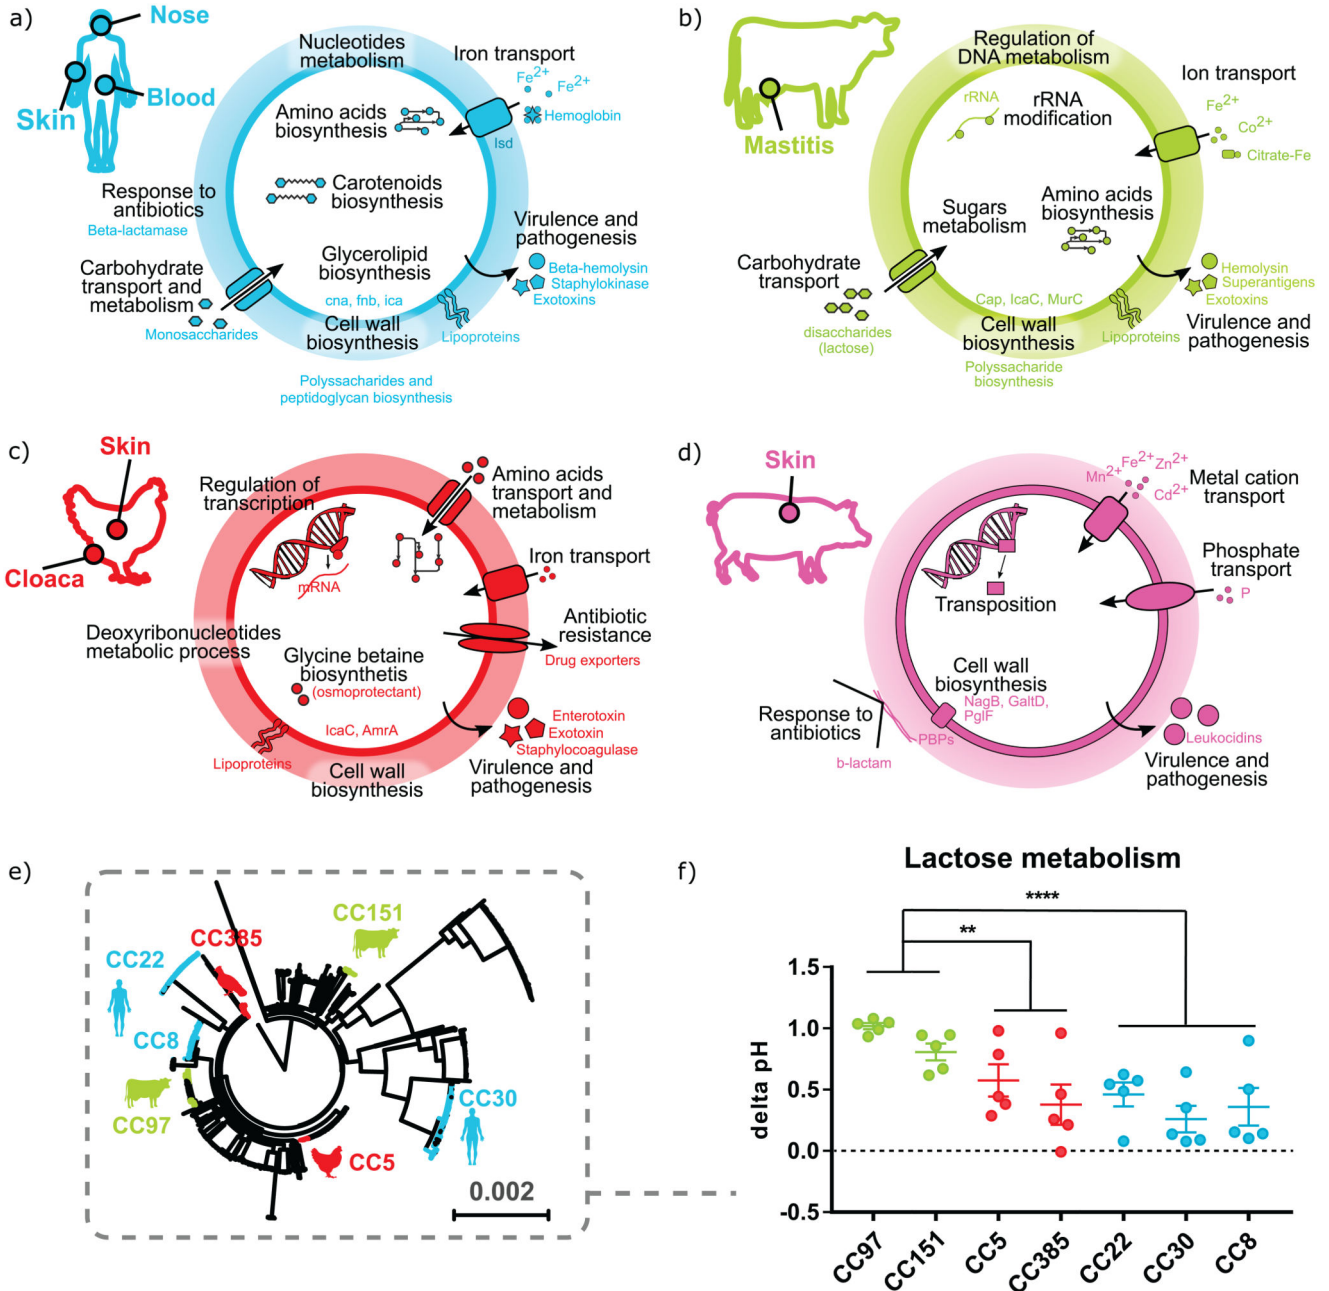 a)
Nose
Skin
Blood
Nucleotides
metabolism
Iron transport
Fe2+
Fe2+
Hemoglobin
Isd
Amino acids
biosynthesis
Carotenoids
biosynthesis
Response to
antibiotics
Beta-lactamase
Virulence and
pathogenesis
Beta-hemolysin
Staphylokinase
Exotoxins
Glycerolipid
biosynthesis
Carbohydrate
transport and
metabolism
Monosaccharides
cna, fnb, ica
Cell wall
biosynthesis
Lipoproteins
Polyssacharides and
peptidoglycan biosynthesis
b)
Mastitis
Regulation of
DNA metabolism
Ion transport
Fe2+
Co2+
Citrate-Fe
rRNA
rRNA
modification
Amino acids
biosynthesis
Sugars
metabolism
Carbohydrate
transport
disaccharides
(lactose)
Hemolysin
Superantigens
Exotoxins
Virulence and
pathogenesis
Cap, IcaC, MurC
Cell wall
biosynthesis
Lipoproteins
Polyssacharide
biosynthesis
c)
Skin
Cloaca
Regulation of
transcription
mRNA
Amino acids
transport and
metabolism
Iron transport
Antibiotic
resistance
Drug exporters
Deoxyribonucleotides
metabolic process
Glycine betaine
biosynthetis
(osmoprotectant)
IcaC, AmrA
Enterotoxin
Exotoxin
Staphylocoagulase
Virulence and
pathogenesis
Lipoproteins
Cell wall
biosynthesis
d)
Skin
Mn2+
Fe2+
Zn2+
Cd2+
Metal cation
transport
Phosphate
transport
P
Transposition
Cell wall
biosynthesis
NagB, GaltD,
PglF
Response to
antibiotics
b-lactam
PBPs
Leukocidins
Virulence and
pathogenesis
e)
CC151
CC385
CC22
CC8
CC97
CC30
CC5
0.002
f)
Lactose metabolism
****
**
delta pH
1.5
1.0
0.5
0.0
-0.5
CC97
CC151
CC5
CC385
CC22
CC30
CC8